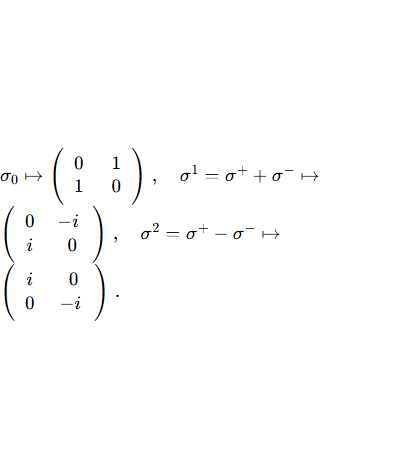 σ₀ ↦ ( 0 1 ; 1 0 ) , σ¹ = σ⁺ + σ⁻ ↦
( 0 −i ; i 0 ) , σ² = σ⁺ − σ⁻ ↦
( i 0 ; 0 −i ) .